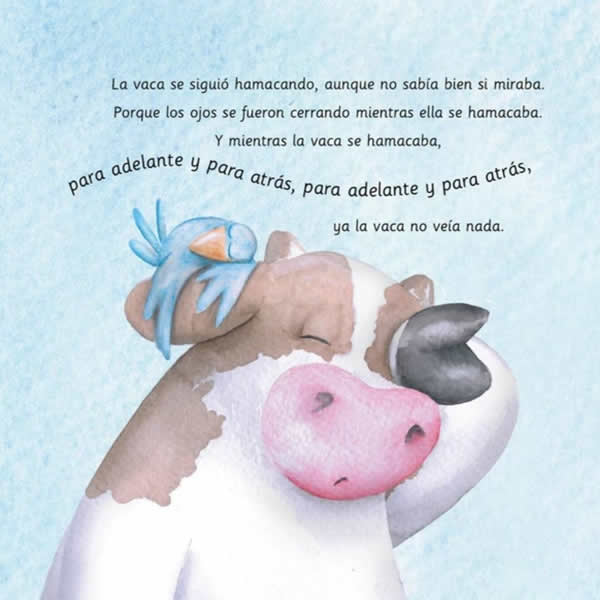 La vaca se siguió hamacando, aunque no sabía bien si miraba.
Porque los ojos se fueron cerrando mientras ella se hamacaba.
Y mientras la vaca se hamacaba,
para adelante y para atrás, para adelante y para atrás,
ya la vaca no veía nada.